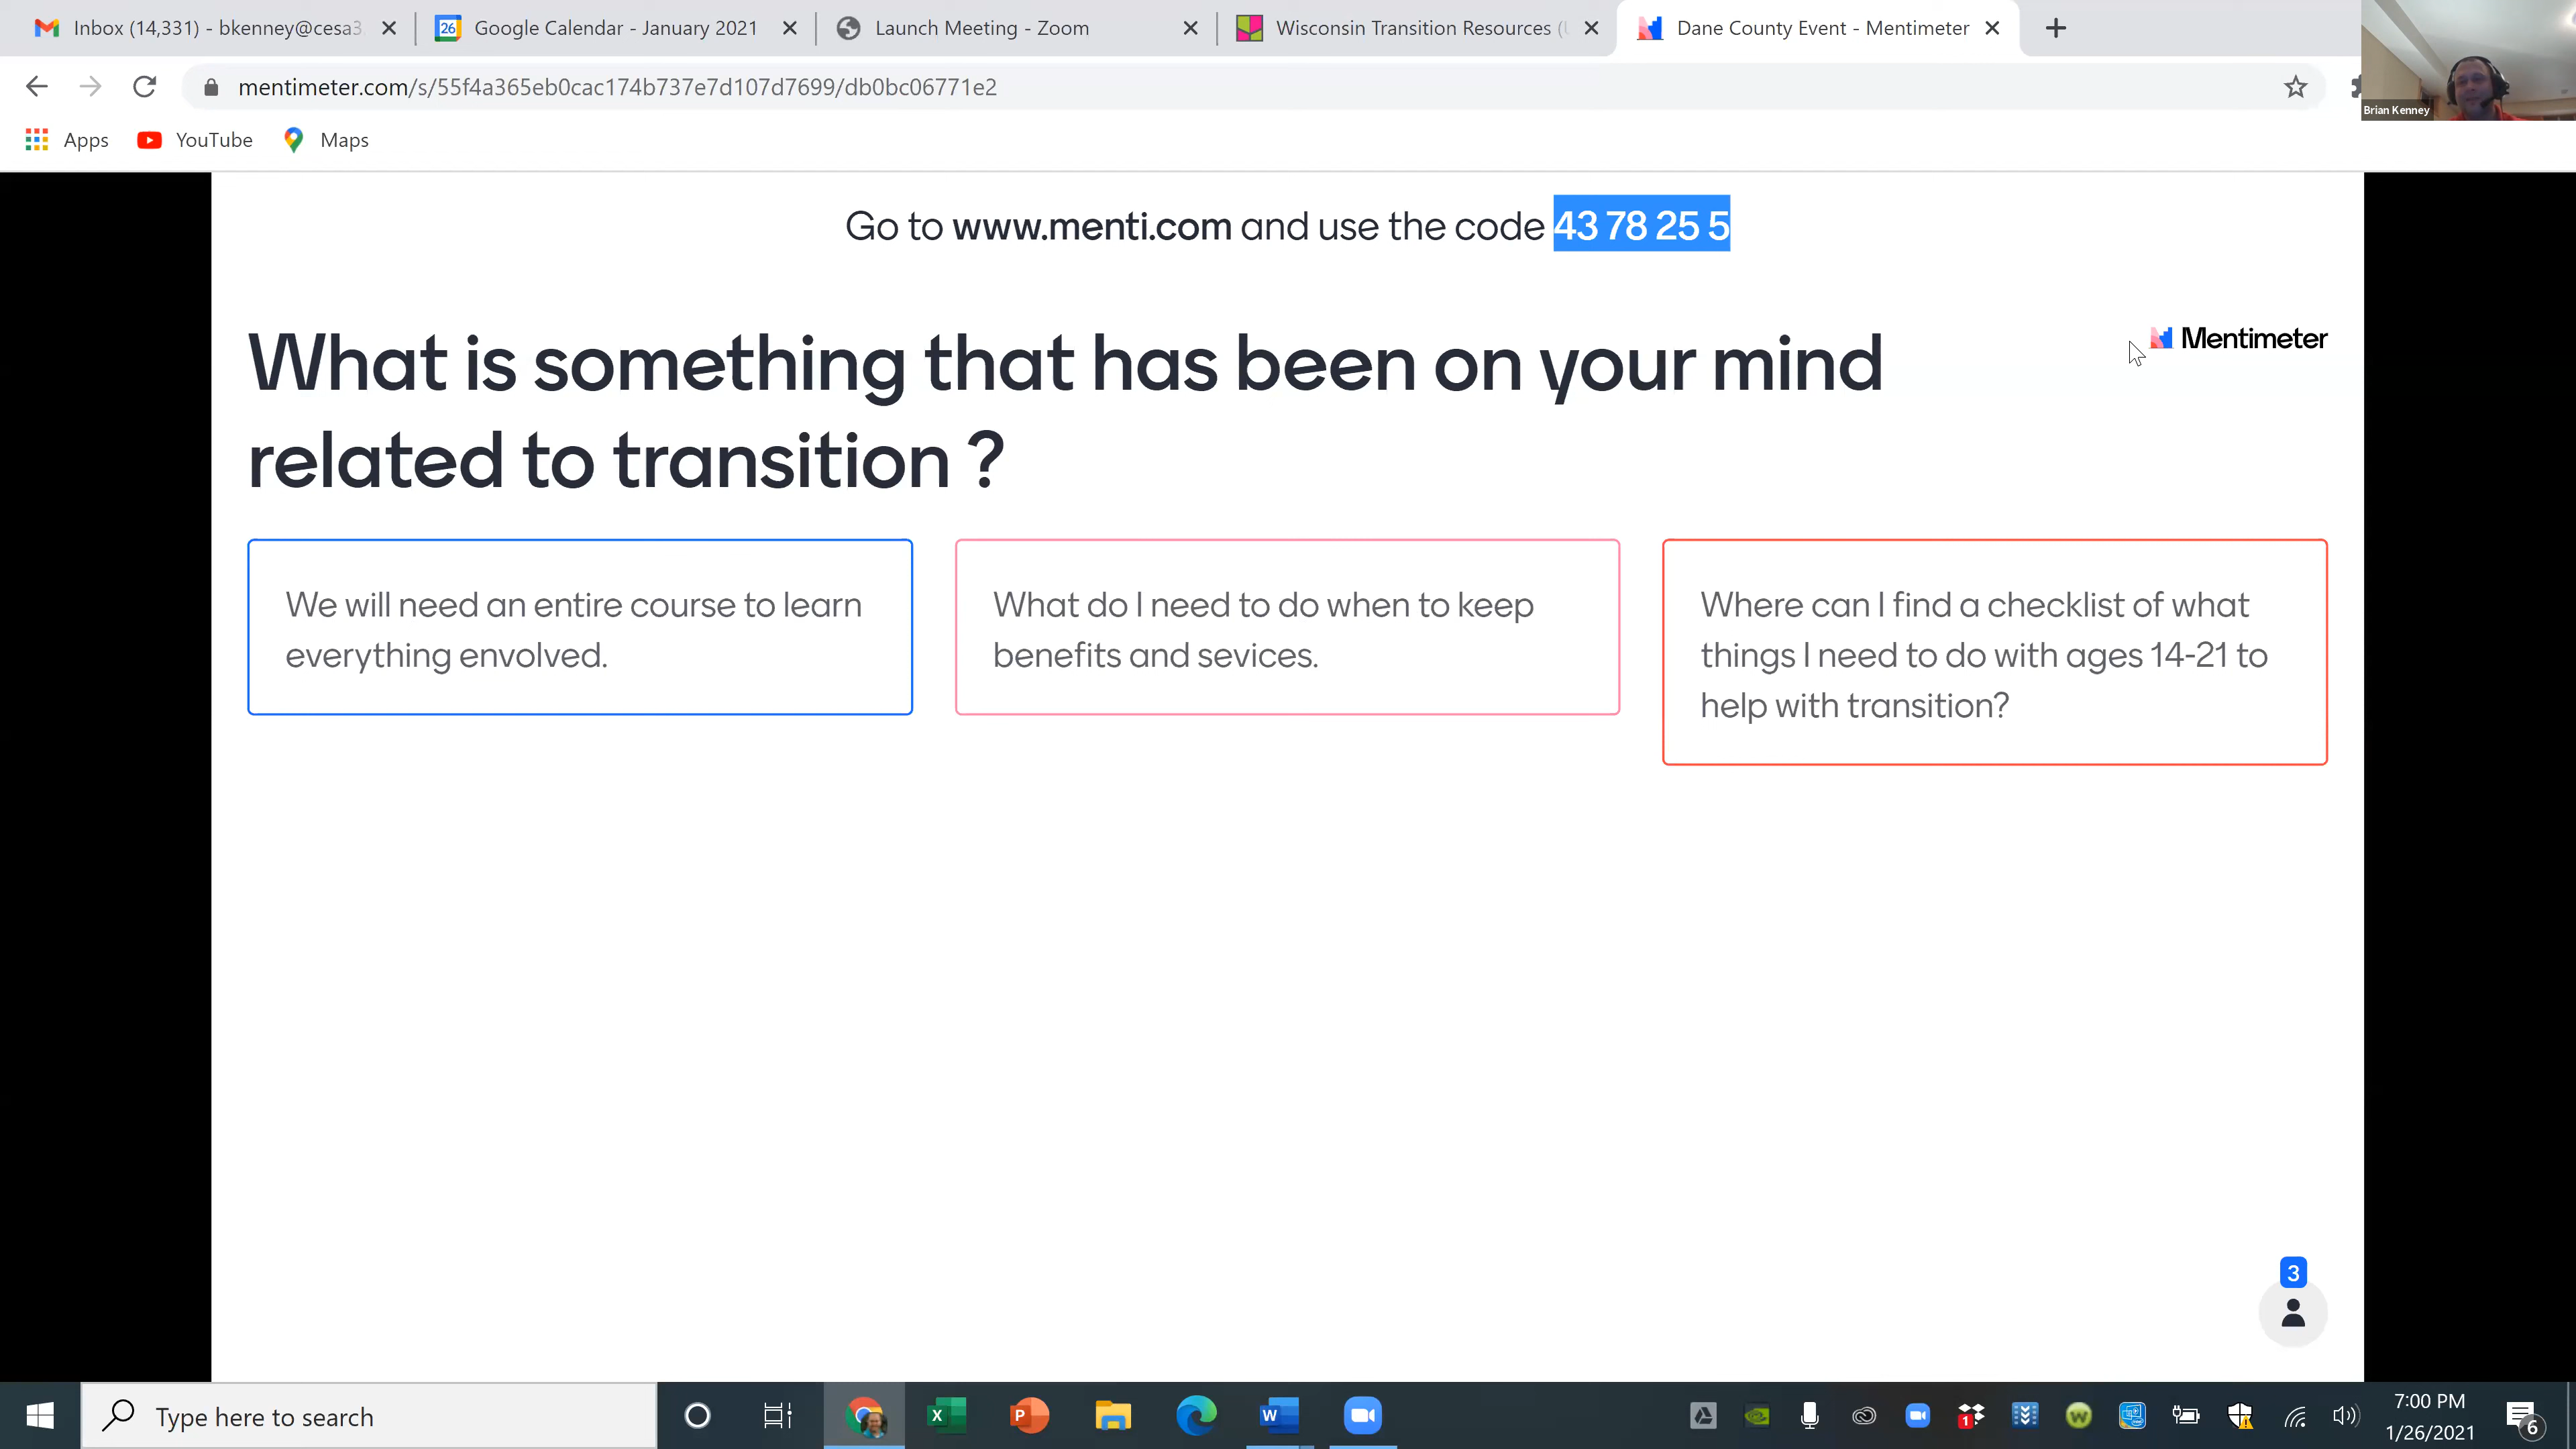 Inbox (14,331) - bkenney@cesa3.
Google Calendar - January 2021
Launch Meeting - Zoom
Wisconsin Transition Resources (
Dane County Event - Mentimeter
mentimeter.com/s/55f4a365eb0cac174b737e7d107d7699/db0bc06771e2
Brian Kenney
Apps
YouTube
Maps
Go to www.menti.com and use the code 43 78 25 5
Mentimeter
What is something that has been on your mind
related to transition ?
We will need an entire course to learn
everything envolved.
What do I need to do when to keep
benefits and sevices.
Where can I find a checklist of what
things I need to do with ages 14-21 to
help with transition?
3
Type here to search
7:00 PM
1/26/2021
6